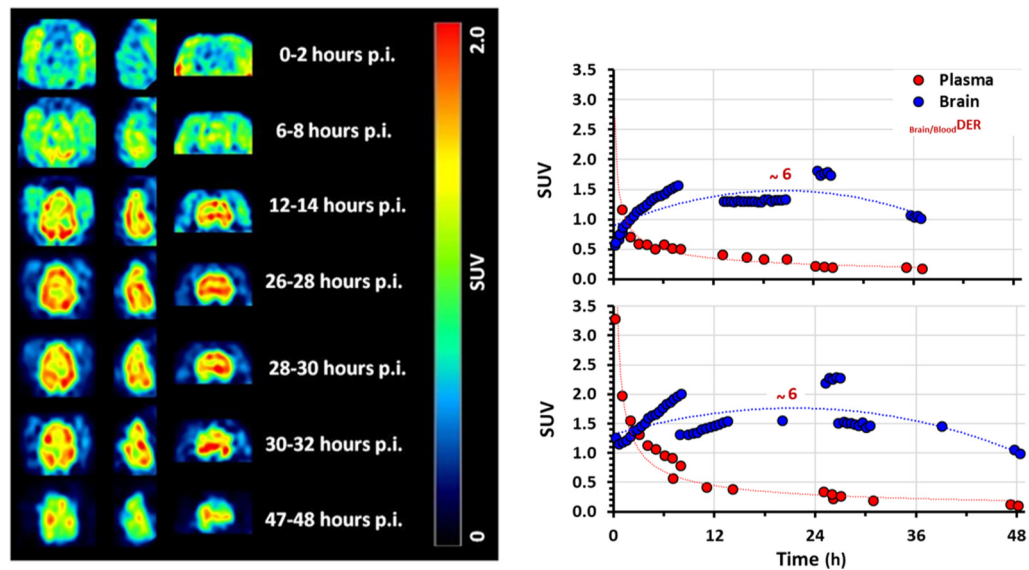 0-2 hours p.i.
6-8 hours p.i.
12-14 hours p.i.
26-28 hours p.i.
28-30 hours p.i.
30-32 hours p.i.
47-48 hours p.i.
2.0
SUV
0
3.5
3.0
2.5
2.0
1.5
1.0
0.5
0.0
SUV
Plasma
Brain
Brain/BloodDER
~ 6
3.5
3.0
2.5
2.0
1.5
1.0
0.5
0.0
SUV
~ 6
0 12 24 36 48
Time (h)